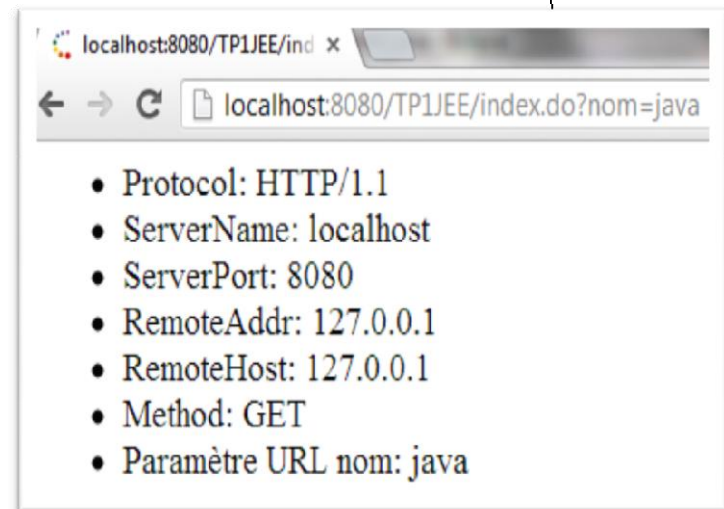 localhost:8080/TP1JEE/ind
localhost:8080/TP1JEE/index.do?nom=java
• Protocol: HTTP/1.1
• ServerName: localhost
• ServerPort: 8080
• RemoteAddr: 127.0.0.1
• RemoteHost: 127.0.0.1
• Method: GET
• Paramètre URL nom: java